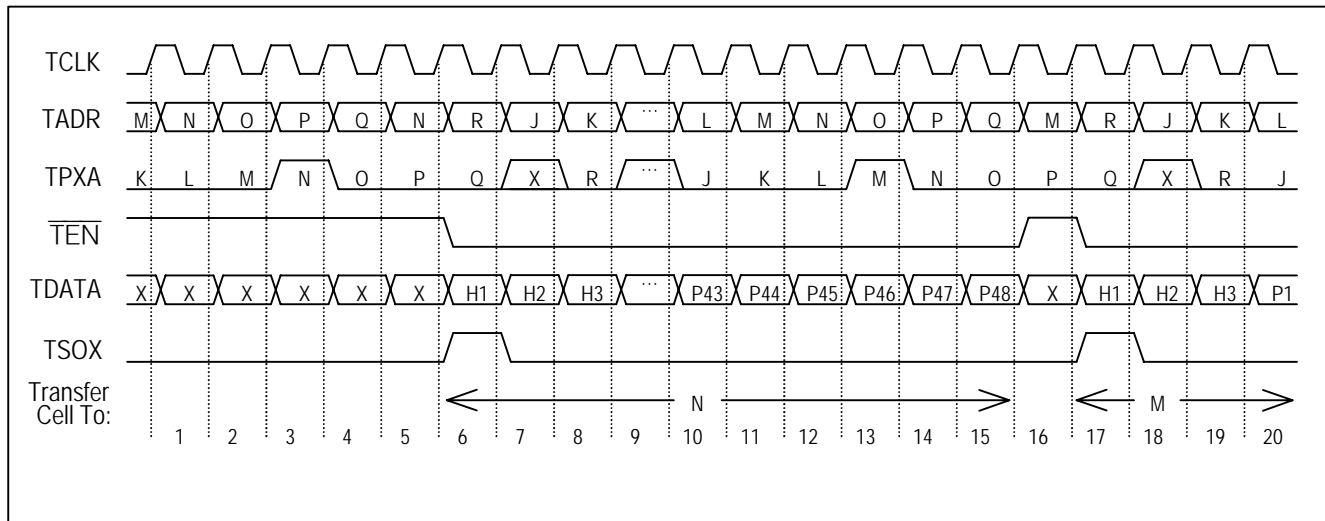 TCLK
TADR M N O P Q N R J K ... L M N O P Q M R J K L
TPXA K L M N O P Q X R ... J K L M N O P Q X R J
TEN
TDATA X X X X X X H1 H2 H3 ... P43 P44 P45 P46 P47 P48 X H1 H2 H3 P1
TSOX
Transfer
Cell To: N M
1 2 3 4 5 6 7 8 9 10 11 12 13 14 15 16 17 18 19 20